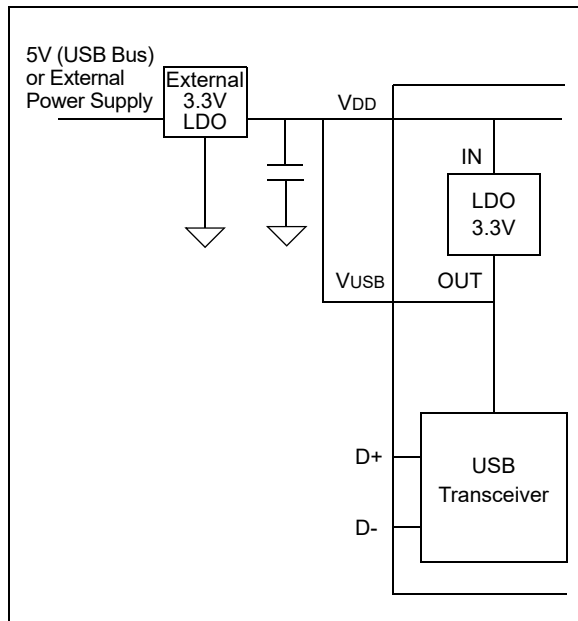 5V (USB Bus)
or External
Power Supply
External
3.3V
LDO
VDD
IN
LDO
3.3V
VUSB
OUT
D+
USB
Transceiver
D-